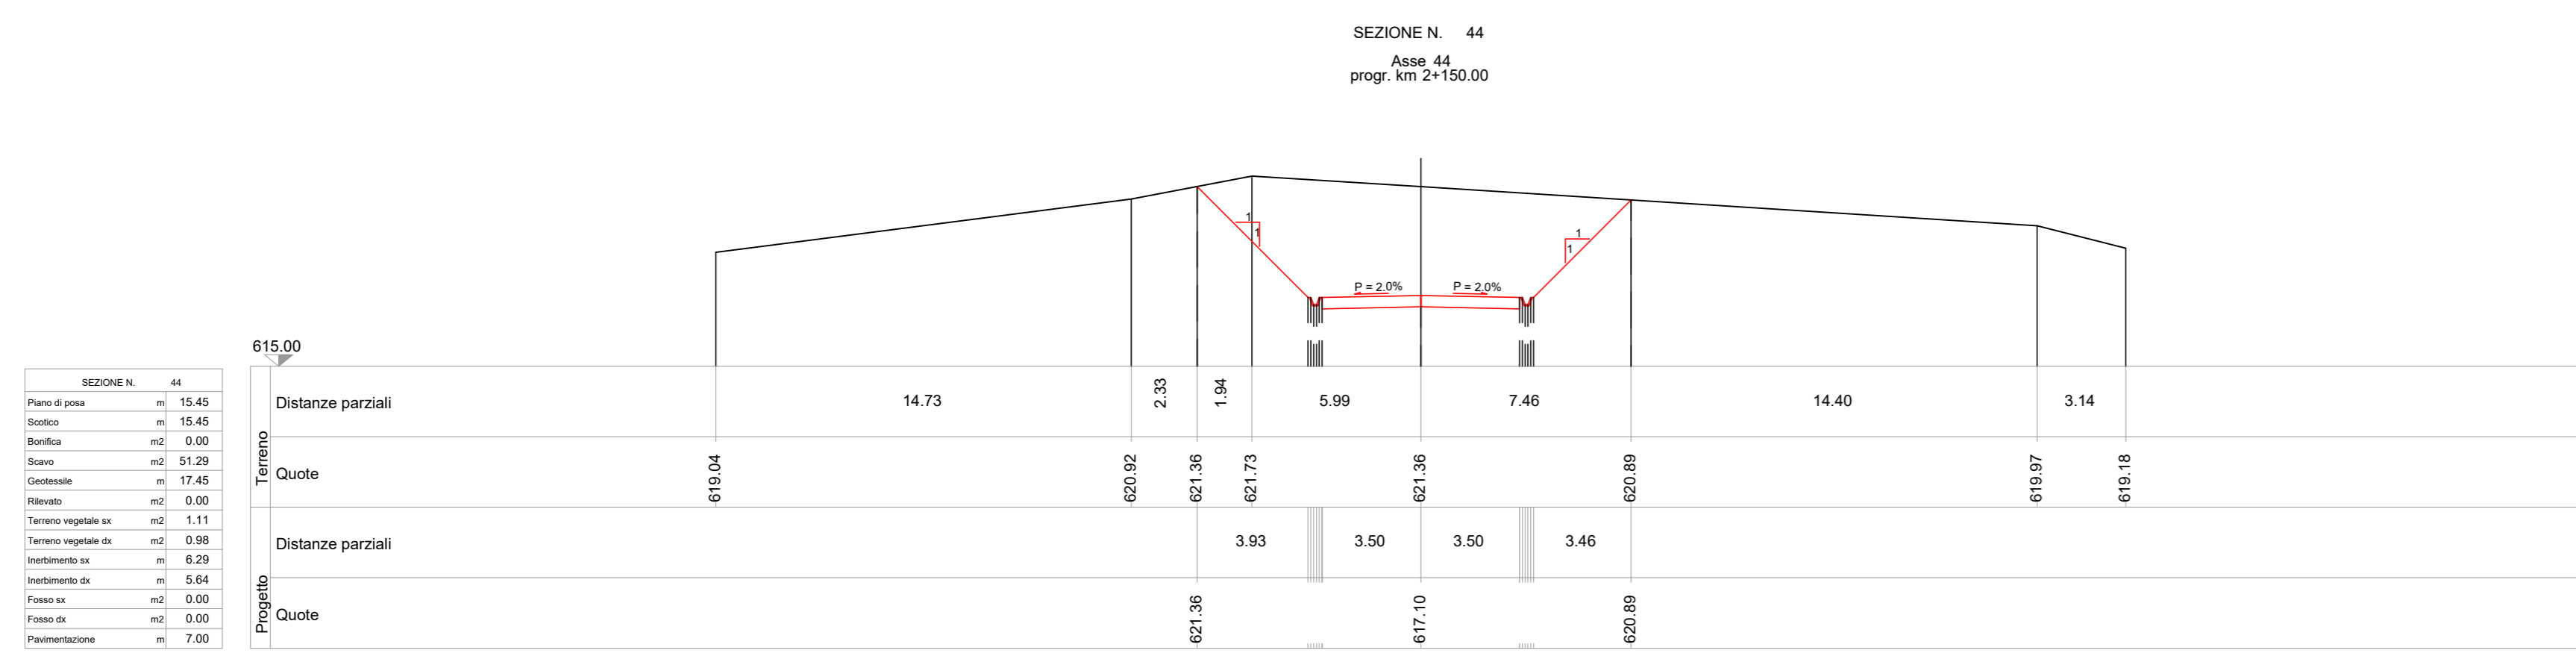 SEZIONE N. 44
Asse 44
progr. km 2+150.00
1
1
1
1
P = 2.0%
P = 2.0%
615.00
SEZIONE N. 44
Piano di posa m 15.45
Scotico m 15.45
Bonifica m2 0.00
Scavo m2 51.29
Geotessile m 17.45
Rilevato m2 0.00
Terreno vegetale sx m2 1.11
Terreno vegetale dx m2 0.98
Inerbimento sx m 6.29
Inerbimento dx m 5.64
Fosso sx m2 0.00
Fosso dx m2 0.00
Pavimentazione m 7.00
Terreno
Distanze parziali 14.73 2.33 1.94 5.99 7.46 14.40 3.14
Quote 619.04 620.92 621.36 621.73 621.36 620.89 619.97 619.18
Progetto
Distanze parziali 3.93 3.50 3.50 3.46
Quote 621.36 617.10 620.89